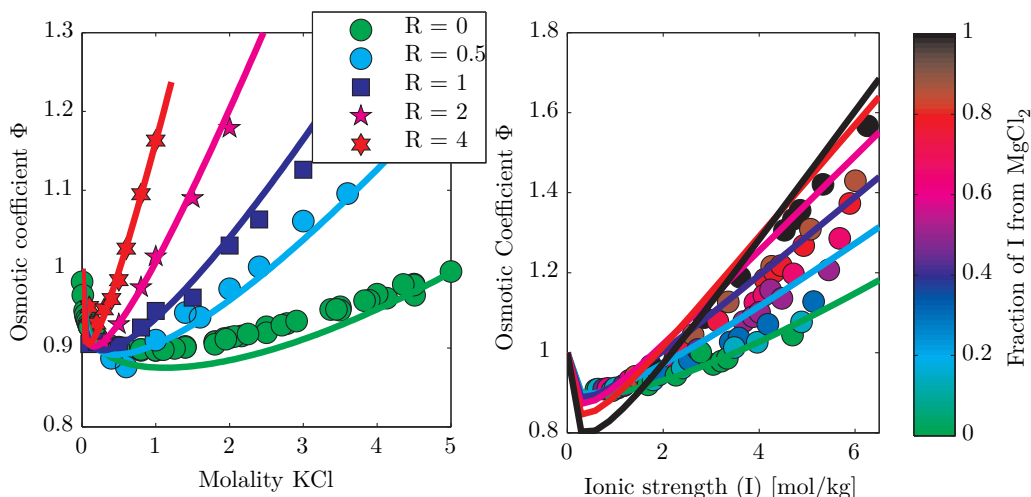 1.3
1.2
1.1
1
0.9
0.8
0
1
2
3
4
5
Osmotic coefficient Φ
Molality KCl
R = 0
R = 0.5
R = 1
R = 2
R = 4
1.8
1.6
1.4
1.2
1
0.8
0
2
4
6
Osmotic Coefficient Φ
Ionic strength (I) [mol/kg]
1
0.8
0.6
0.4
0.2
0
Fraction of I from MgCl₂